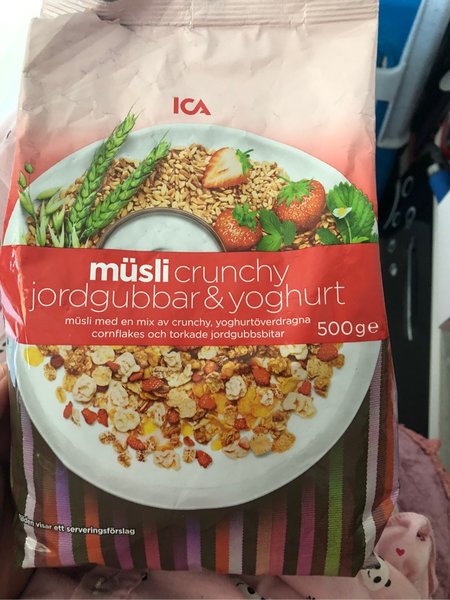 ICA
müsli crunchy
jordgubbar & yoghurt
müsli med en mix av crunchy, yoghurtöverdragna
cornflakes och torkade jordgubbsbitar
500g e
visar ett serveringsförslag